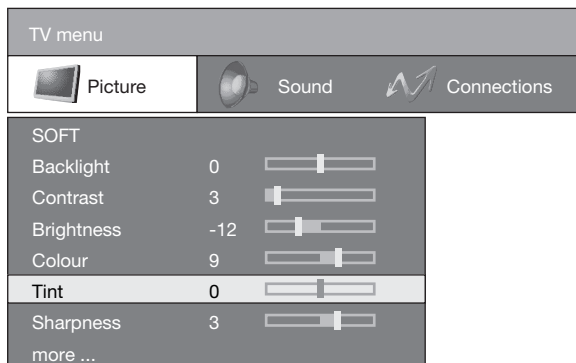 TV menu
Picture Sound Connections
SOFT
Backlight 0
Contrast 3
Brightness -12
Colour 9
Tint 0
Sharpness 3
more ...